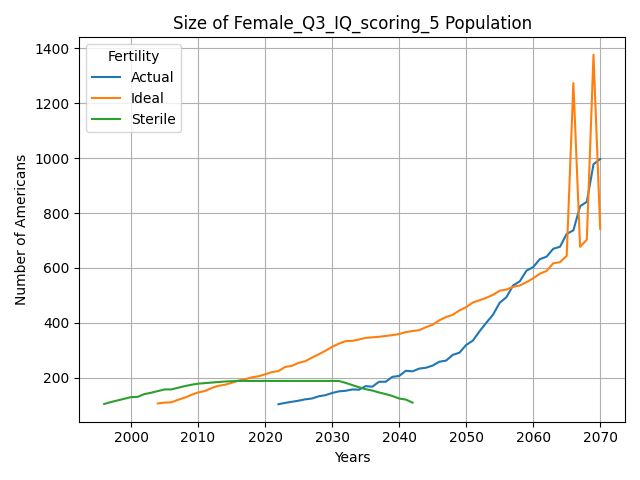 Size of Female_Q3_IQ_scoring_5 Population
Number of Americans
1400
1200
1000
800
600
400
200
Fertility
Actual
Ideal
Sterile
2000 2010 2020 2030 2040 2050 2060 2070
Years